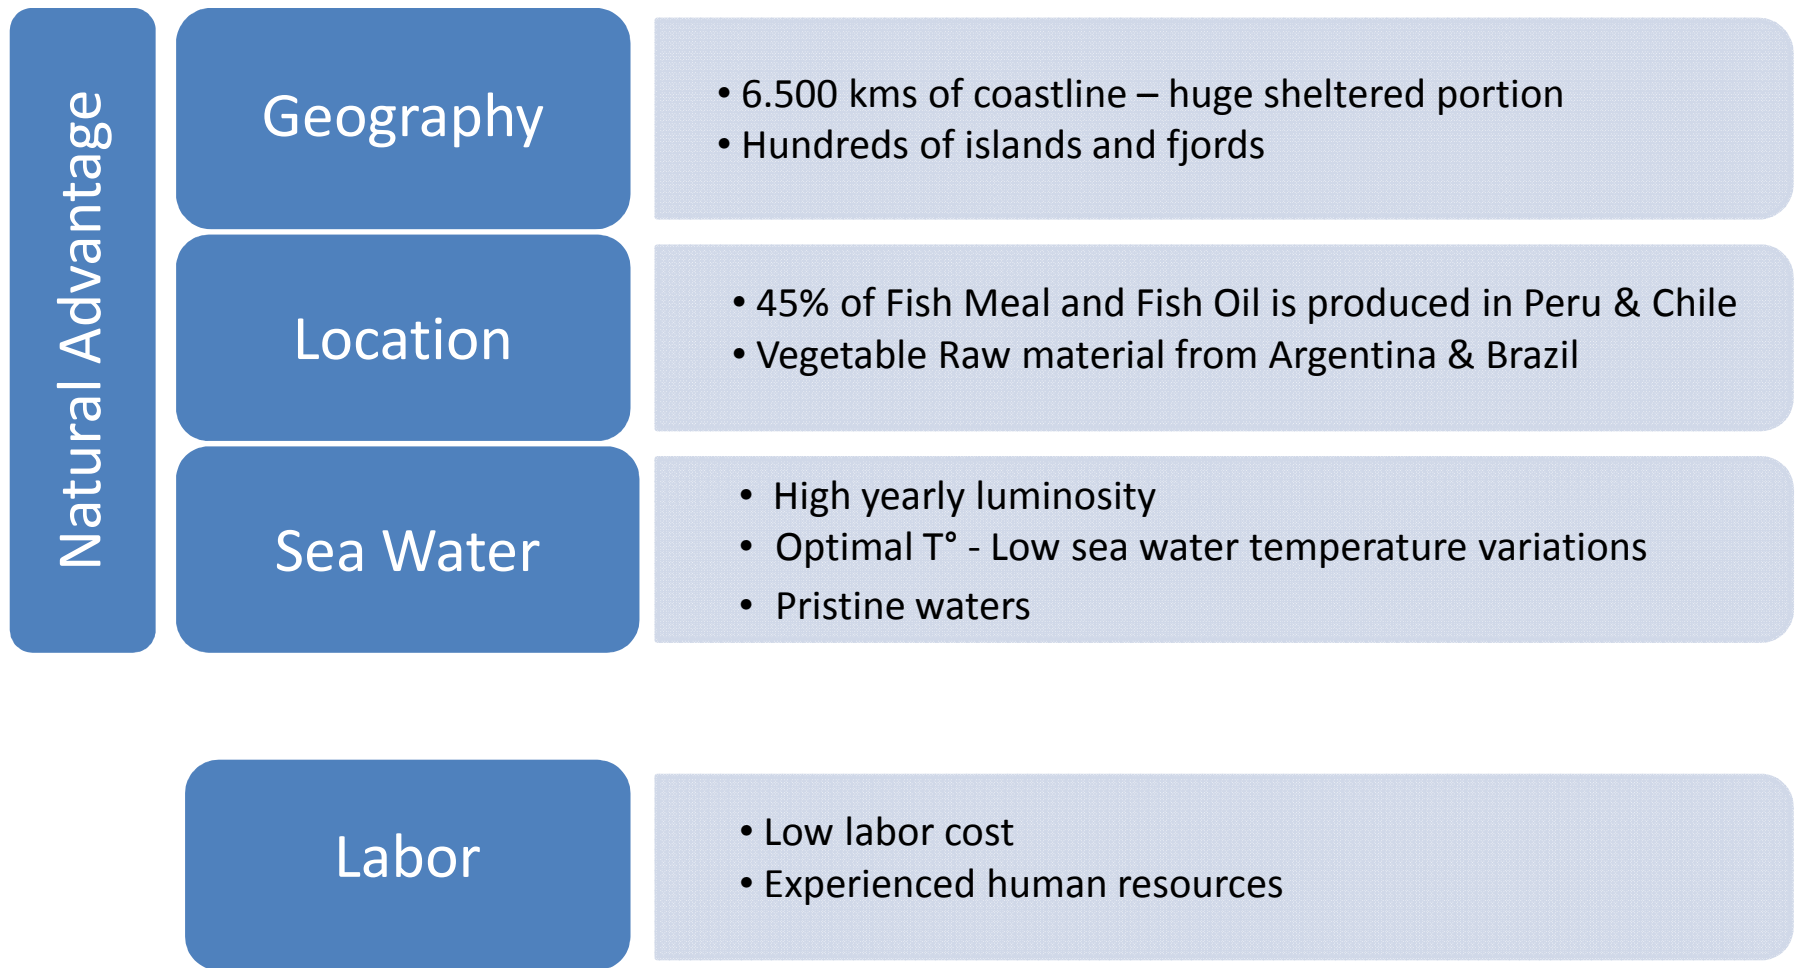 Natural Advantage
Geography
• 6.500 kms of coastline – huge sheltered portion
• Hundreds of islands and fjords
Location
• 45% of Fish Meal and Fish Oil is produced in Peru & Chile
• Vegetable Raw material from Argentina & Brazil
Sea Water
• High yearly luminosity
• Optimal T° - Low sea water temperature variations
• Pristine waters
Labor
• Low labor cost
• Experienced human resources